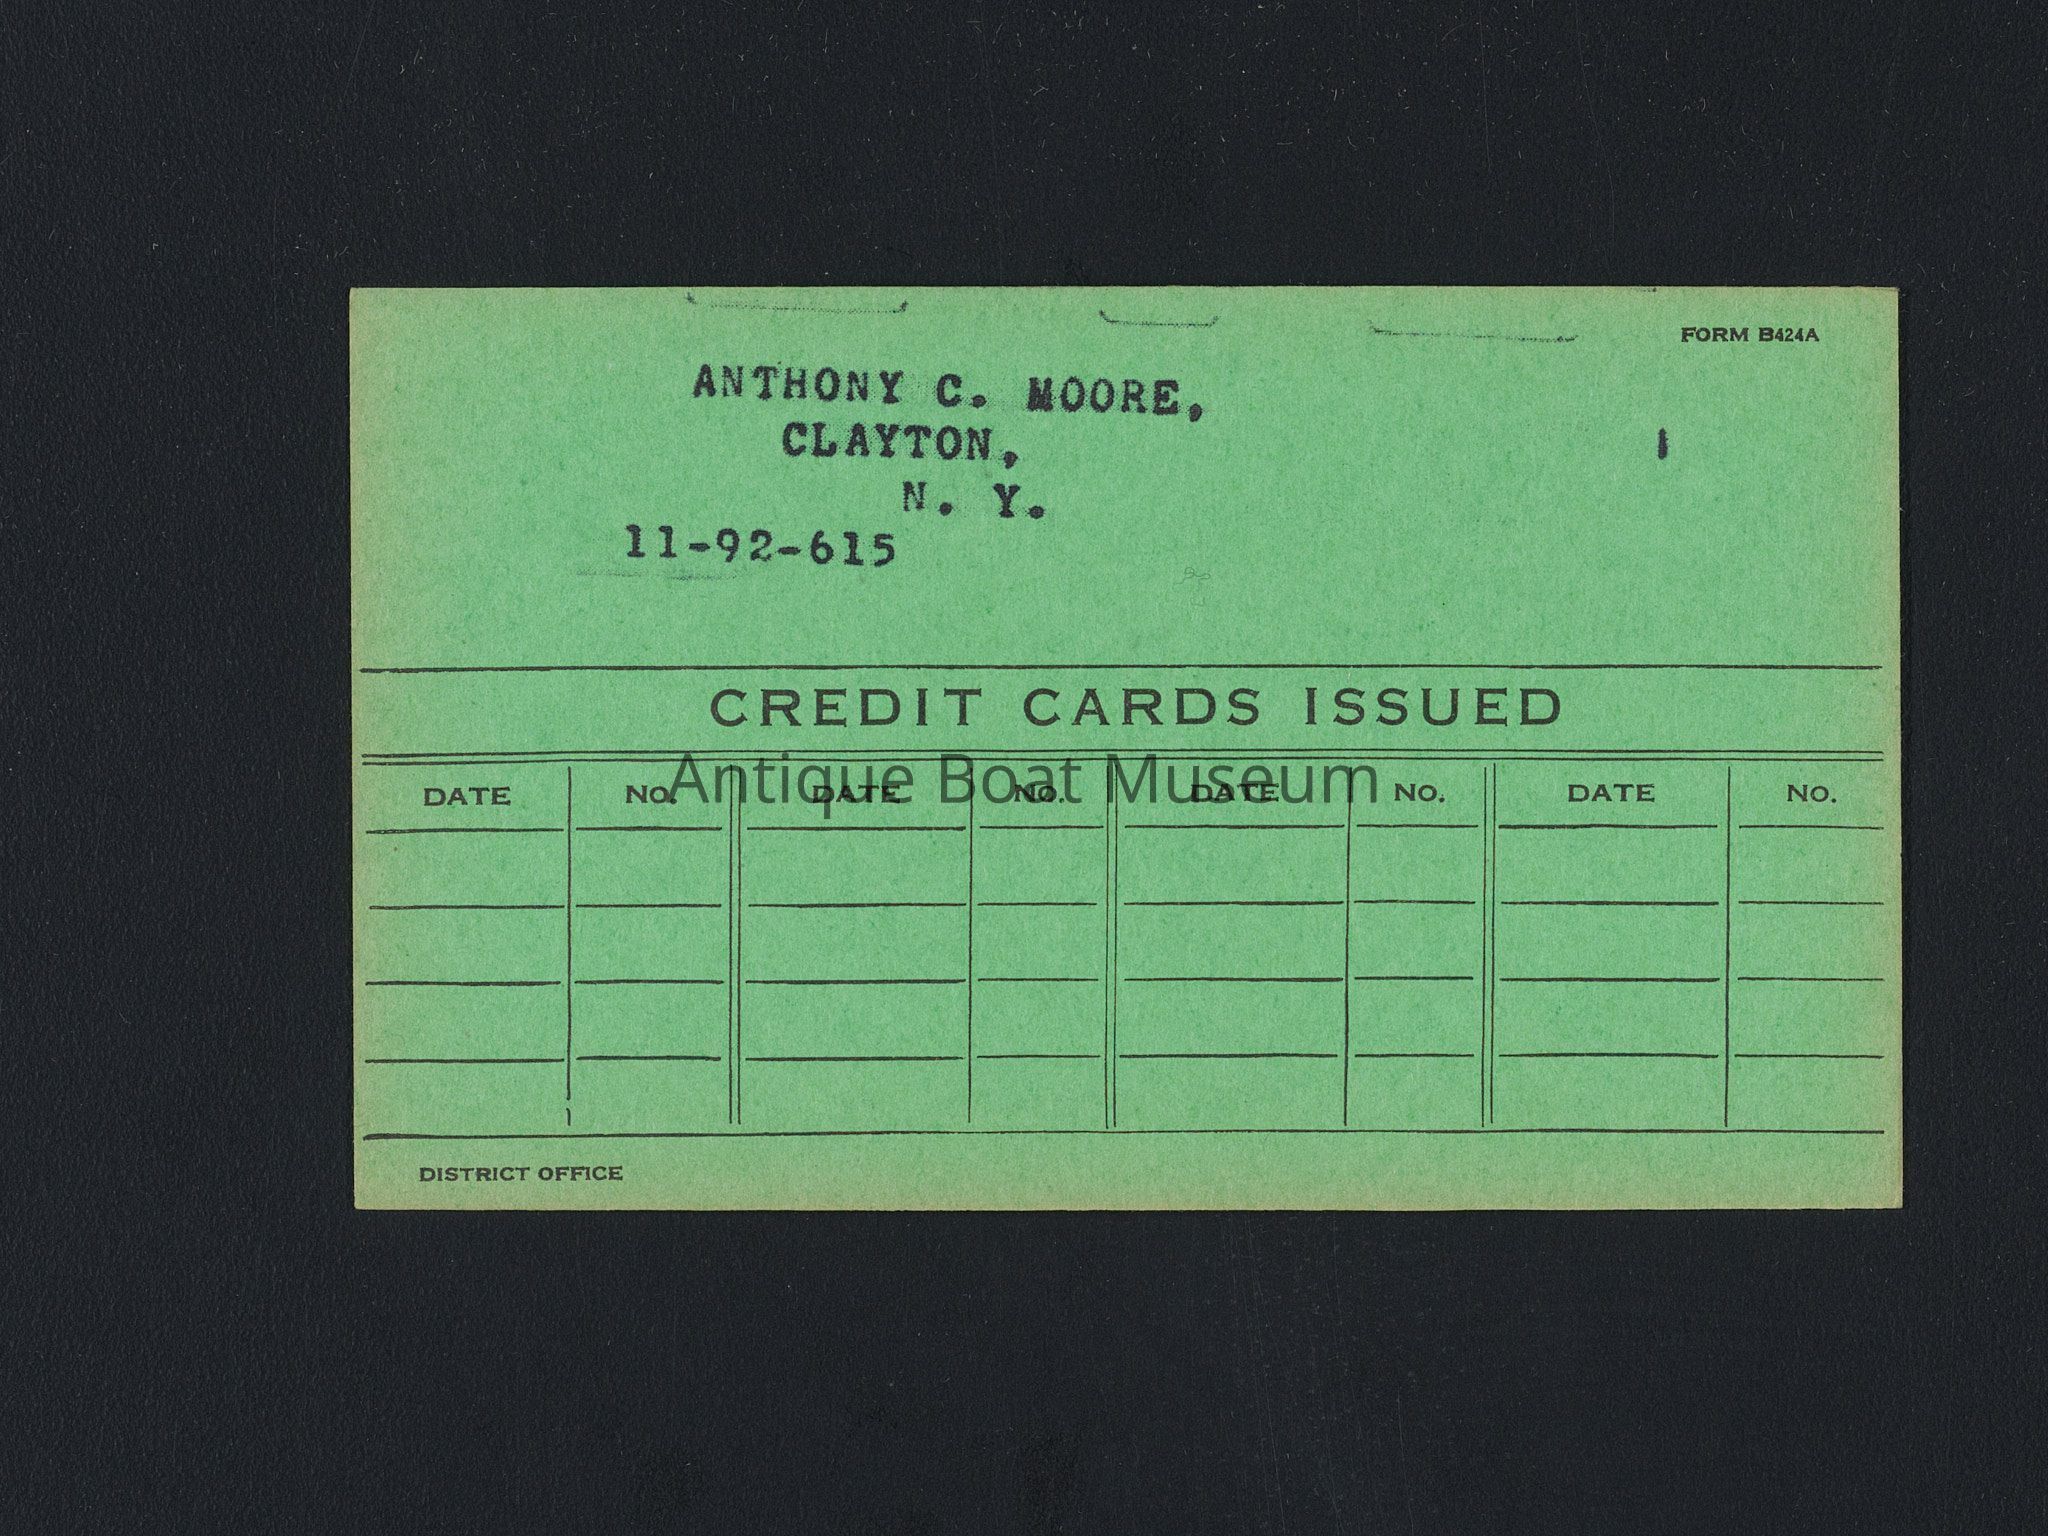 FORM B424A
ANTHONY C. MOORE,
CLAYTON,
N. Y.
11-92-615
CREDIT CARDS ISSUED
DATE NO. DATE NO. DATE NO. DATE NO.
Antique Boat Museum
DISTRICT OFFICE